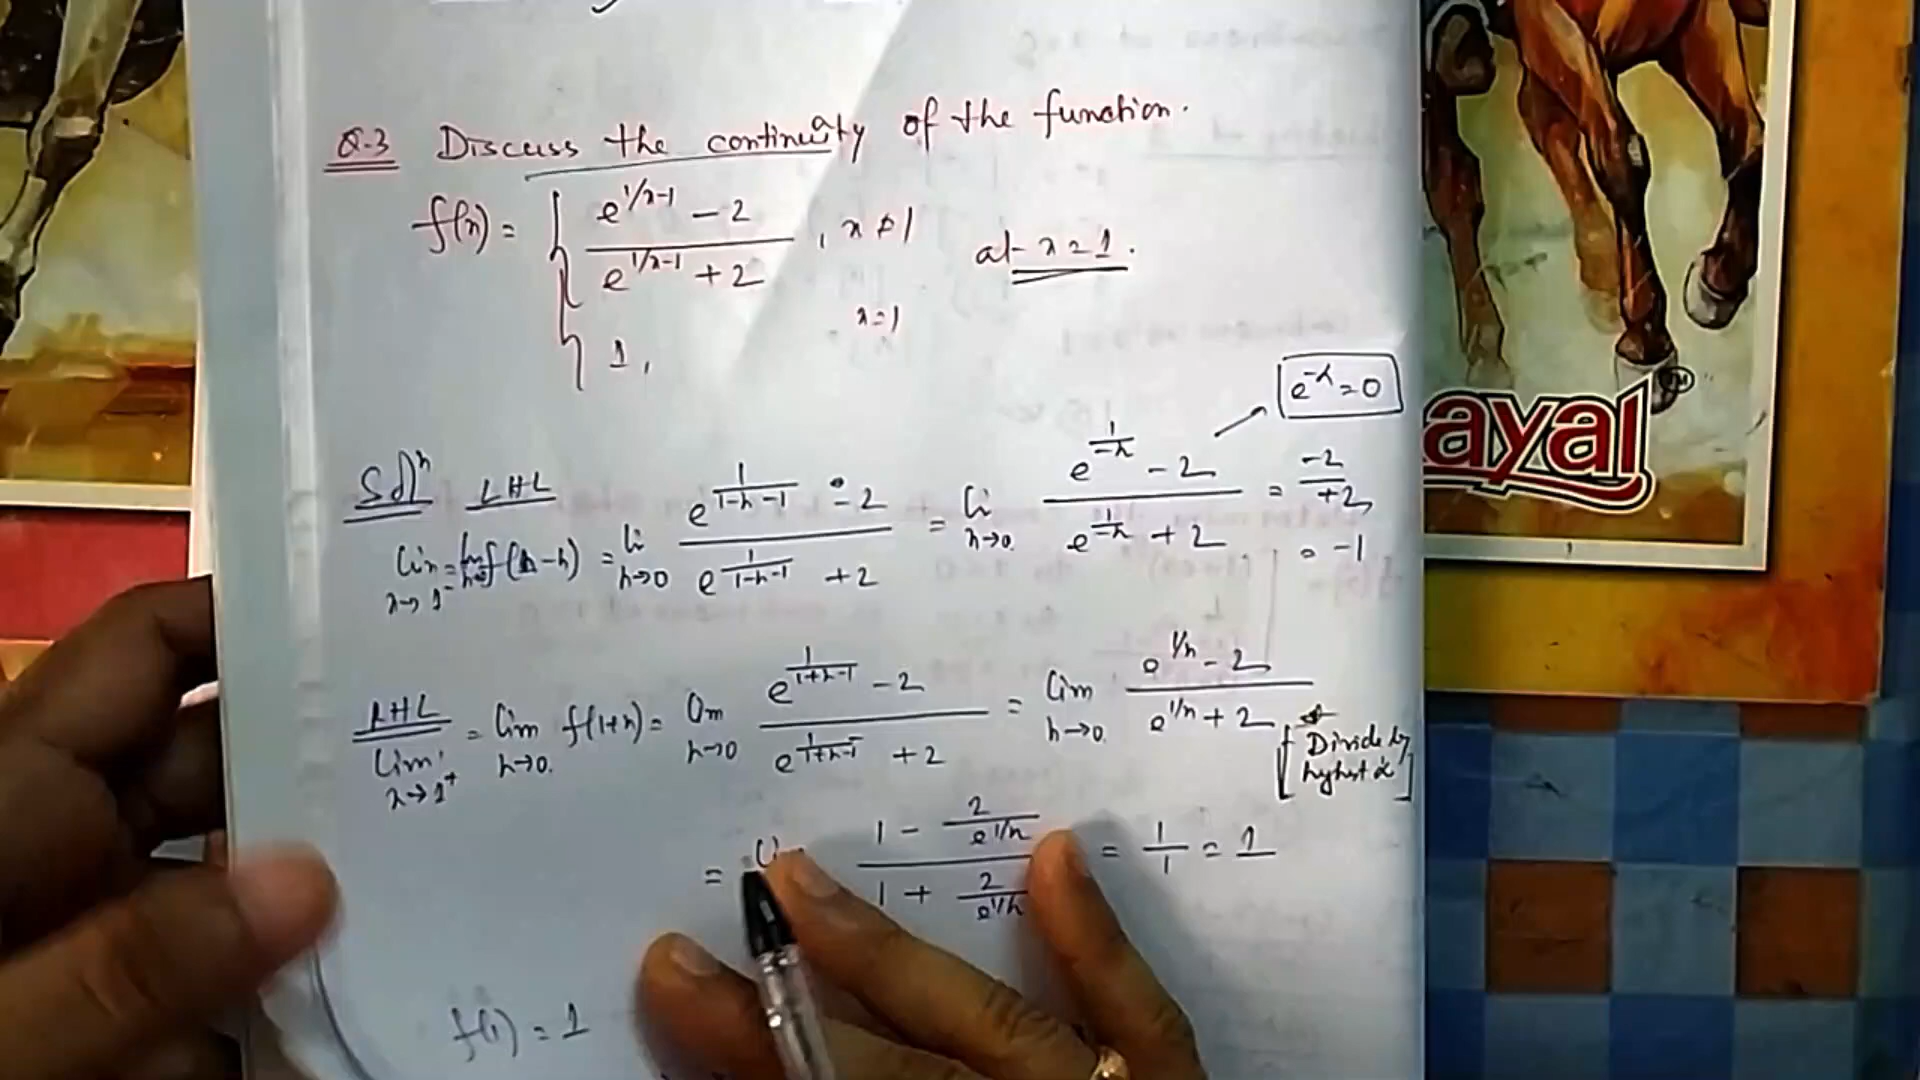 Q-3 Discuss the continuity of the function.
f(x) = { e^{1/x-1} - 2 / e^{1/x-1} + 2 , x ≠ 1
1, x=1
at x = 1.
e^{-∞} = 0
Solⁿ LHL
lim_{x→1^-} = lim_{h→0} f(1-h) = li_{h→0} e^{1/(1-h-1)} - 2 / e^{1/(1-h-1)} + 2 = li_{h→0} e^{1/-h} - 2 / e^{1/-h} + 2 = -2/+2
= -1
RHL
lim_{x→1^+} = lim_{h→0} f(1+h) = lim_{h→0} e^{1/(1+h-1)} - 2 / e^{1/(1+h-1)} + 2 = lim_{h→0} e^{1/h} - 2 / e^{1/h} + 2
[Divide by
highest
= li 1 - 2/e^{1/h} / 1 + 2/e^{1/h} = 1/1 = 1
f(1) = 1
ayal
TM